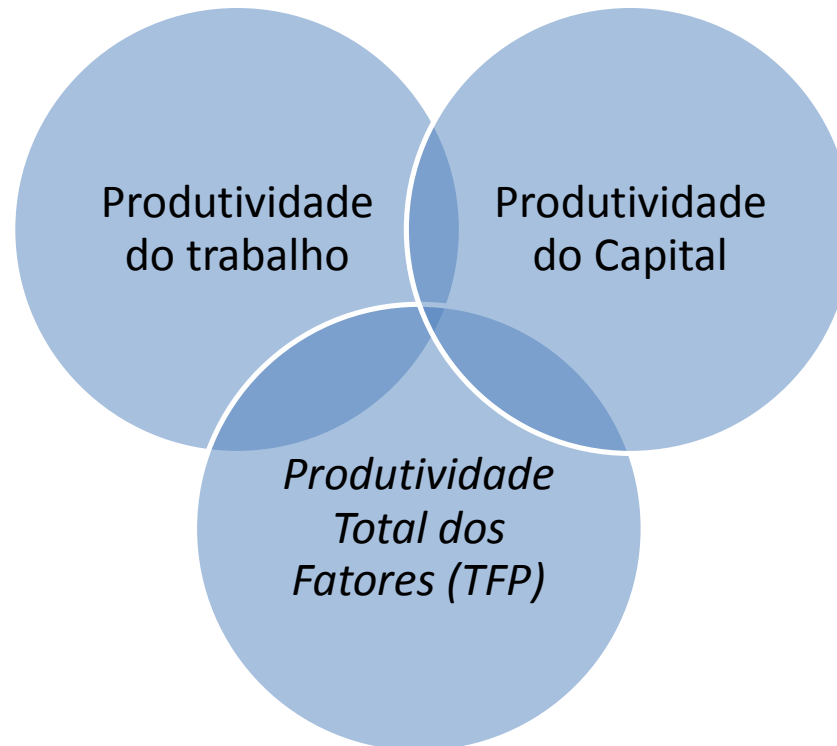 Produtividade
do trabalho
Produtividade
do Capital
Produtividade
Total dos
Fatores (TFP)